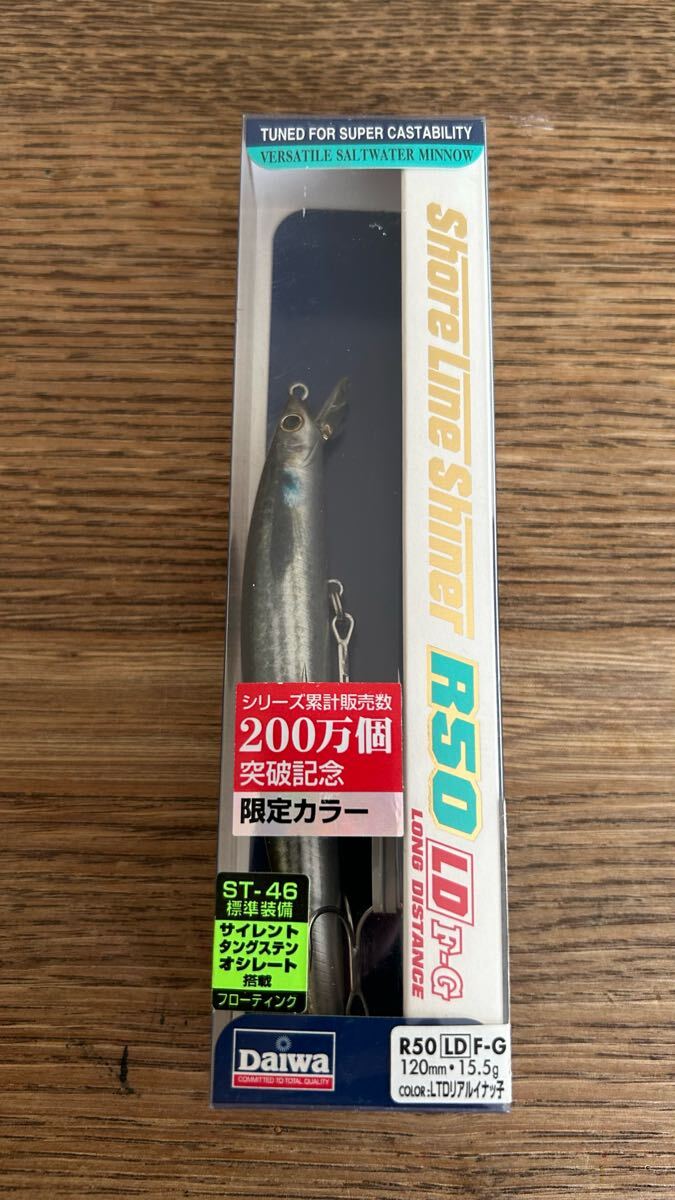 TUNED FOR SUPER CASTABILITY
VERSATILE SALTWATER MINNOW
Shore Line Shiner R50 LD F-G
LONG DISTANCE
シリーズ累計販売数
200万個
突破記念
限定カラー
ST-46
標準装備
サイレント
タングステン
オシレート
搭載
フローティング
Daiwa
COMMITTED TO TOTAL QUALITY
R50 LD F-G
120mm・15.5g
COLOR:LTDリアルイナッ子